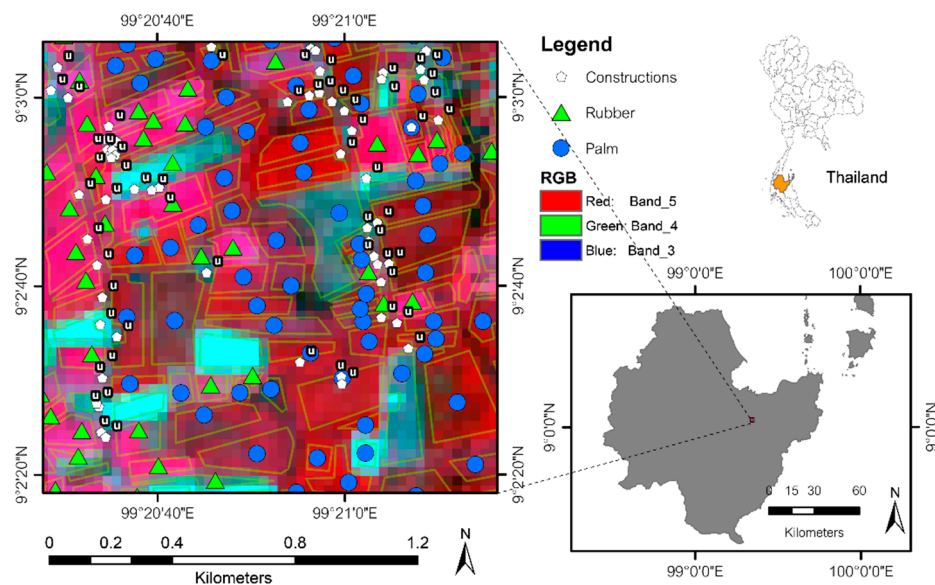 99°20'40"E
99°21'0"E
9°3'0"N
9°3'0"N
9°2'40"N
9°2'40"N
9°2'20"N
9°2'20"N
99°20'40"E
99°21'0"E
0 0.2 0.4 0.8 1.2
Kilometers
N
Legend
Constructions
Rubber
Palm
RGB
Red: Band_5
Green: Band_4
Blue: Band_3
Thailand
99°0'0"E
100°0'0"E
9°0'0"N
9°0'0"N
0 15 30 60
Kilometers
N
99°0'0"E
100°0'0"E